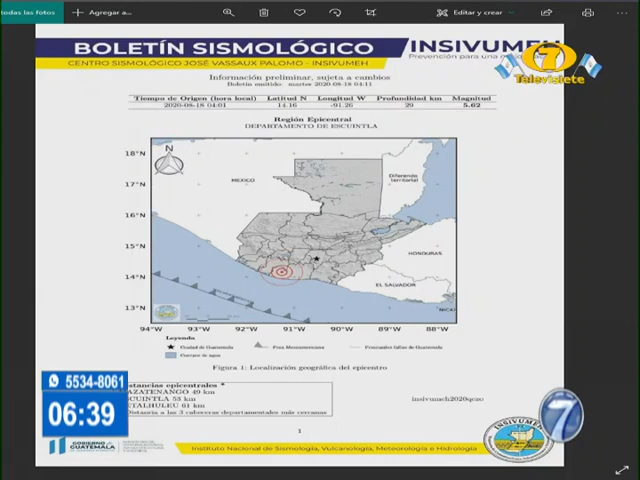 todas las fotos
Agregar a...
Editar y crear
BOLETÍN SISMOLÓGICO
CENTRO SISMOLÓGICO JOSÉ VASSAUX PALOMO - INSIVUMEH
INSIVUMEH
Prevención para una
7
Televisiete
Información preliminar, sujeta a cambios
Boletín emitido: martes 2020-08-18 04:11
Tiempo de Origen (hora local) Latitud N Longitud W Profundidad km Magnitud
2020-08-18 04:01 14.16 -91.26 29 5.62
Región Epicentral
DEPARTAMENTO DE ESCUINTLA
N
18°N
17°N
16°N
15°N
14°N
13°N
MEXICO
Diferendo territorial
HONDURAS
EL SALVADOR
NICAR
94°W 93°W 92°W 91°W 90°W 89°W 88°W
Leyenda
Ciudad de Guatemala
Fosa Mesoamericana
Principales fallas de Guatemala
Cuerpos de agua
Figura 1: Localización geográfica del epicentro
stancias epicentrales *
AZATENANGO 49 km
SCUINTLA 53 km
ETALHULEU 61 km
istancia a las 3 cabeceras departamentales más cercanas
insivumeh2020qczu
5534-8061
06:39
1
GOBIERNO de
GUATEMALA
INSIVUMEH
7
Instituto Nacional de Sismología, Vulcanología, Meteorología e Hidrología